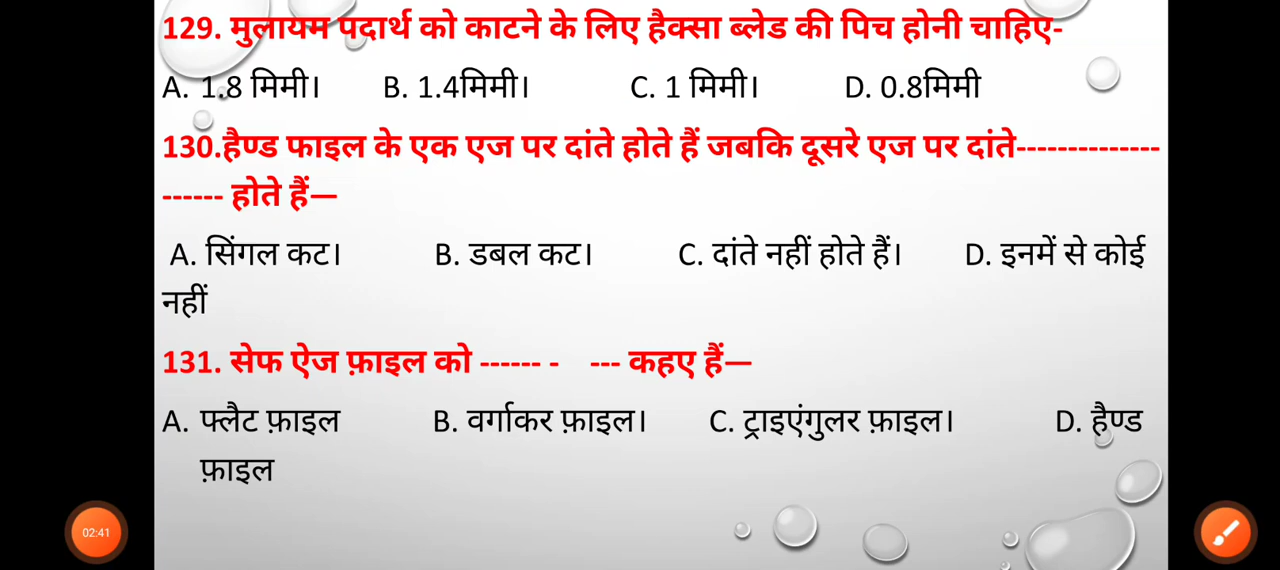 129. मुलायम पदार्थ को काटने के लिए हैक्सा ब्लेड की पिच होनी चाहिए-
A. 1.8 मिमी। B. 1.4मिमी। C. 1 मिमी। D. 0.8मिमी
130.हैण्ड फाइल के एक एज पर दांते होते हैं जबकि दूसरे एज पर दांते--------------
------ होते हैं—
A. सिंगल कट। B. डबल कट। C. दांते नहीं होते हैं। D. इनमें से कोई
नहीं
131. सेफ ऐज फ़ाइल को ------ - --- कहए हैं—
A. फ्लैट फ़ाइल B. वर्गाकर फ़ाइल। C. ट्राइएंगुलर फ़ाइल। D. हैण्ड
फ़ाइल
02:41